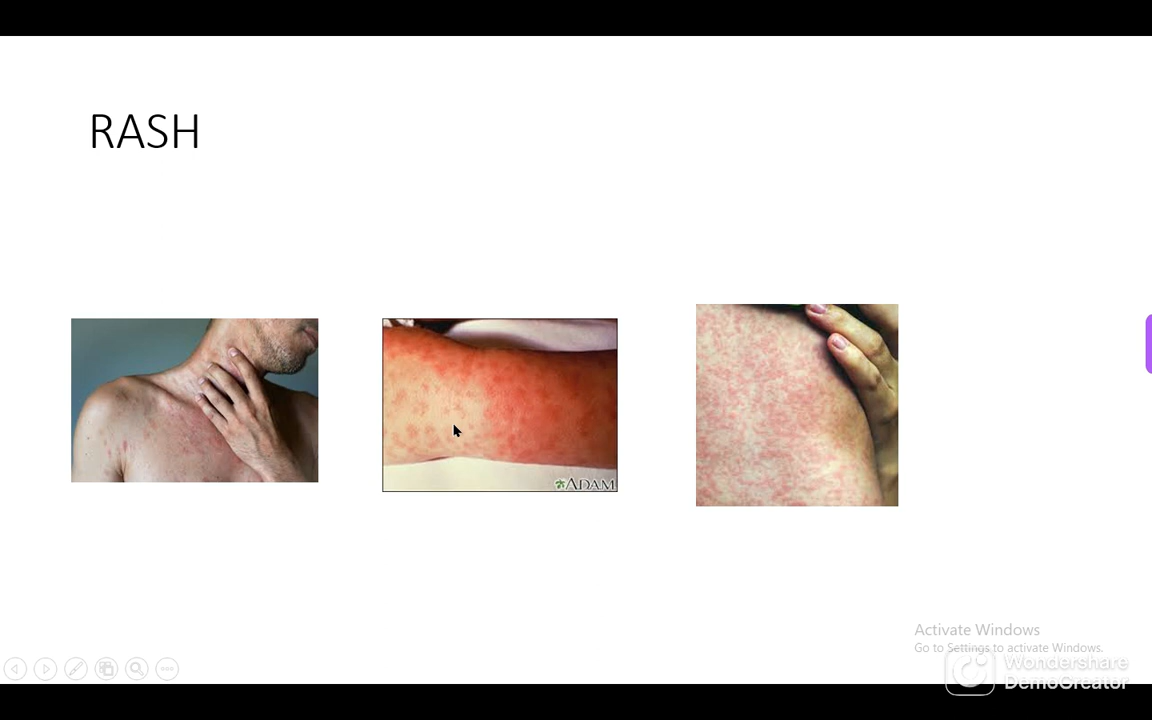 RASH
ADAM
Activate Windows
Go to Settings to activate Windows.
Wondershare
DemoCreator